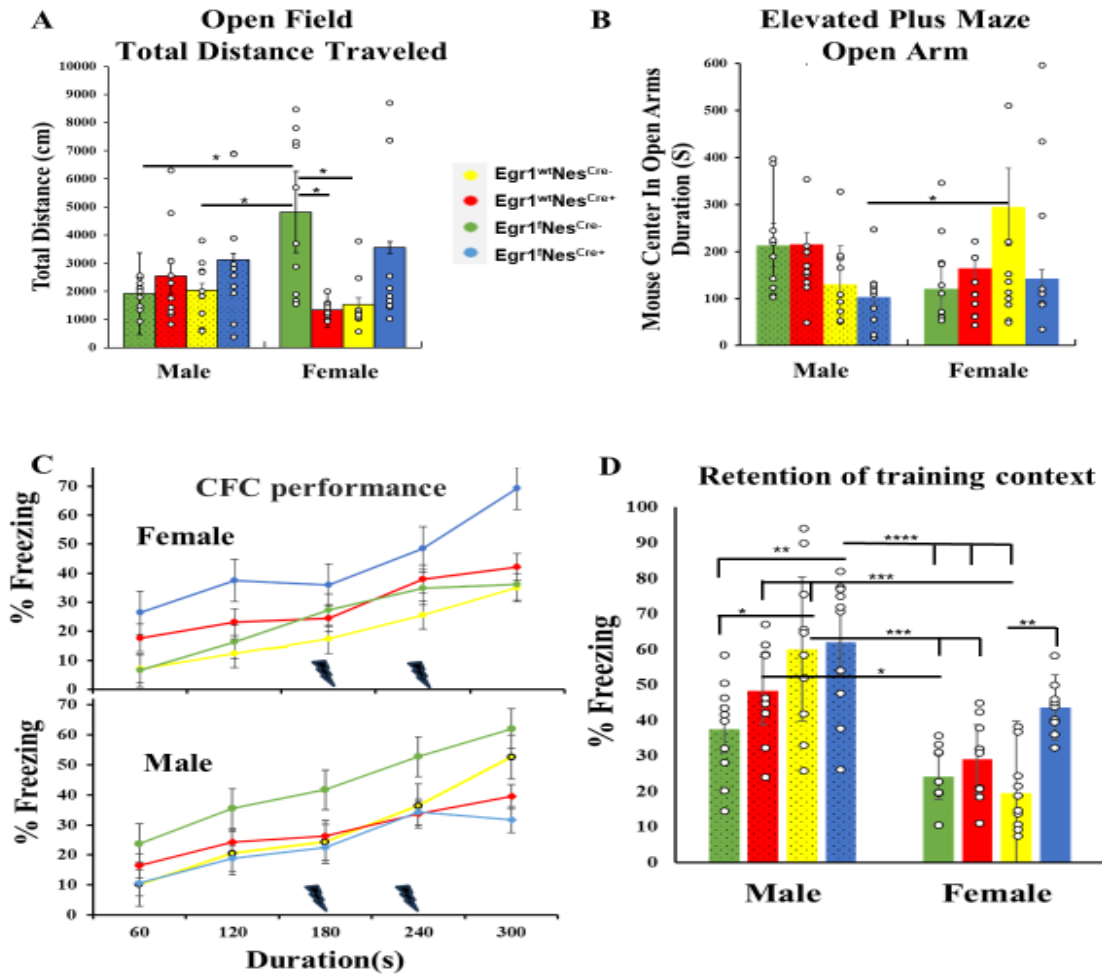 A
Open Field
Total Distance Traveled
Total Distance (cm)
10000
9000
8000
7000
6000
5000
4000
3000
2000
1000
0
*
*
*
*
Male
Female
Egr1wtNesCre-
Egr1wtNesCre+
Egr1flNesCre-
Egr1flNesCre+
B
Elevated Plus Maze
Open Arm
Mouse Center In Open Arms
Duration (S)
600
500
400
300
200
100
0
*
Male
Female
C
CFC performance
Female
% Freezing
70
60
50
40
30
20
10
0
Male
% Freezing
70
60
50
40
30
20
10
0
60
120
180
240
300
Duration(s)
D
Retention of training context
% Freezing
100
90
80
70
60
50
40
30
20
10
0
**
****
***
*
***
**
*
Male
Female